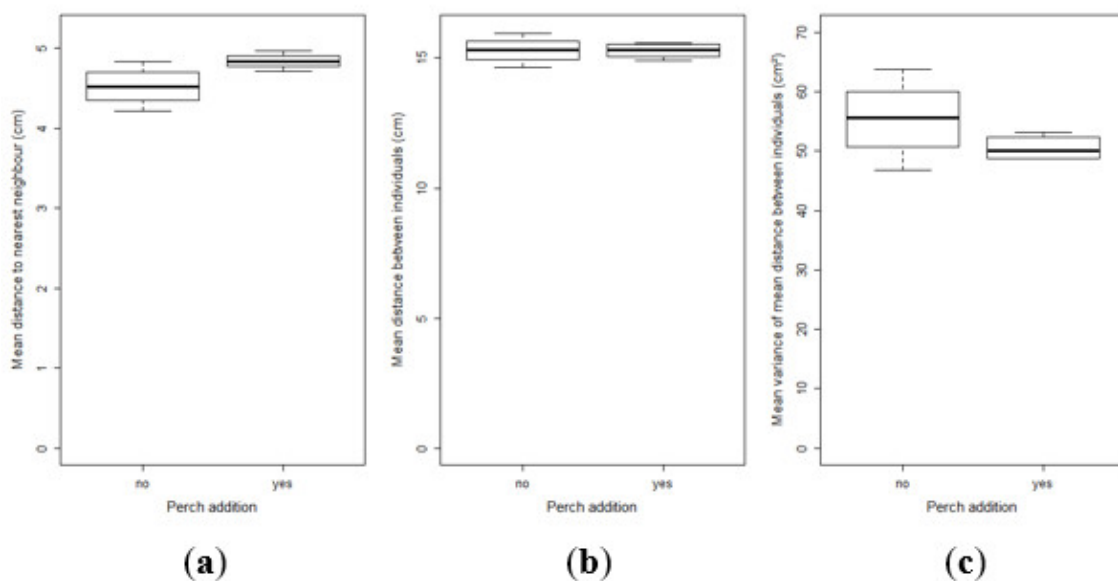 Mean distance to nearest neighbour (cm)
5
4
3
2
1
0
no
yes
Perch addition
(a)
Mean distance between individuals (cm)
15
10
5
0
no
yes
Perch addition
(b)
Mean variance of mean distance between individuals (cm²)
70
60
50
40
30
20
10
0
no
yes
Perch addition
(c)